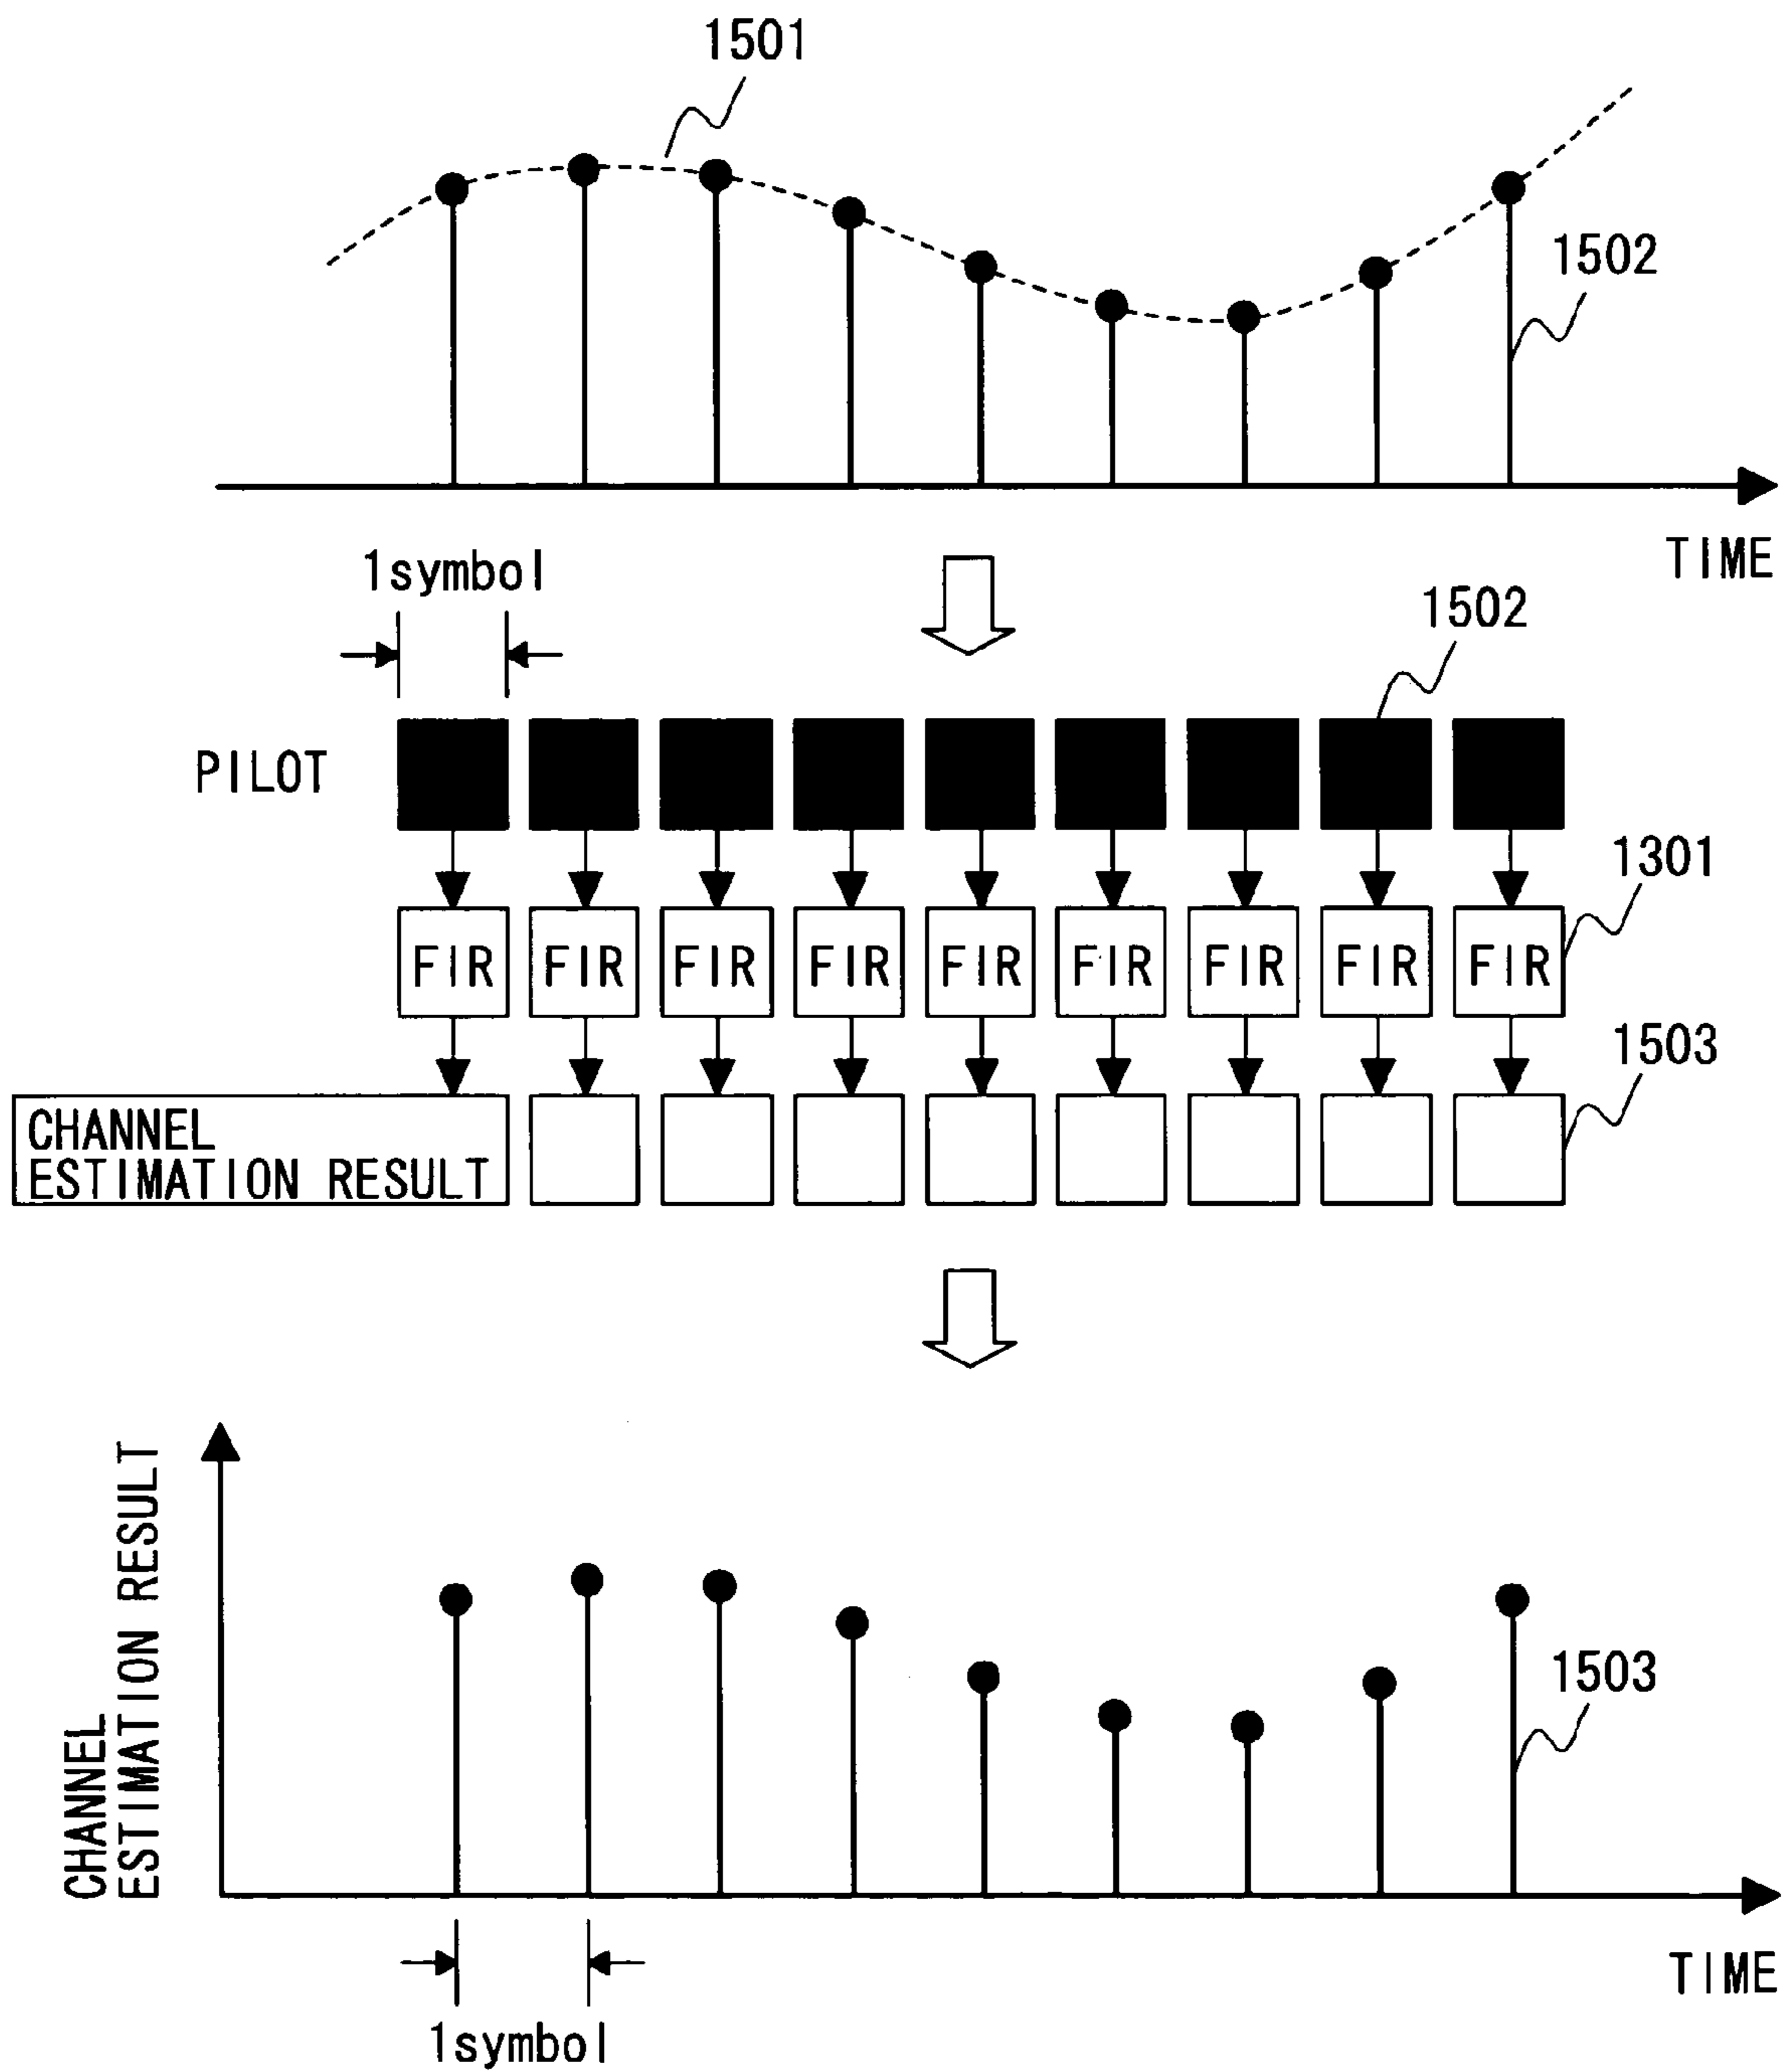 1501
1502
TIME
1symbol
1502
PILOT
1301
FIR FIR FIR FIR FIR FIR FIR FIR FIR
1503
CHANNEL
ESTIMATION RESULT
CHANNEL
ESTIMATION RESULT
1503
TIME
1symbol